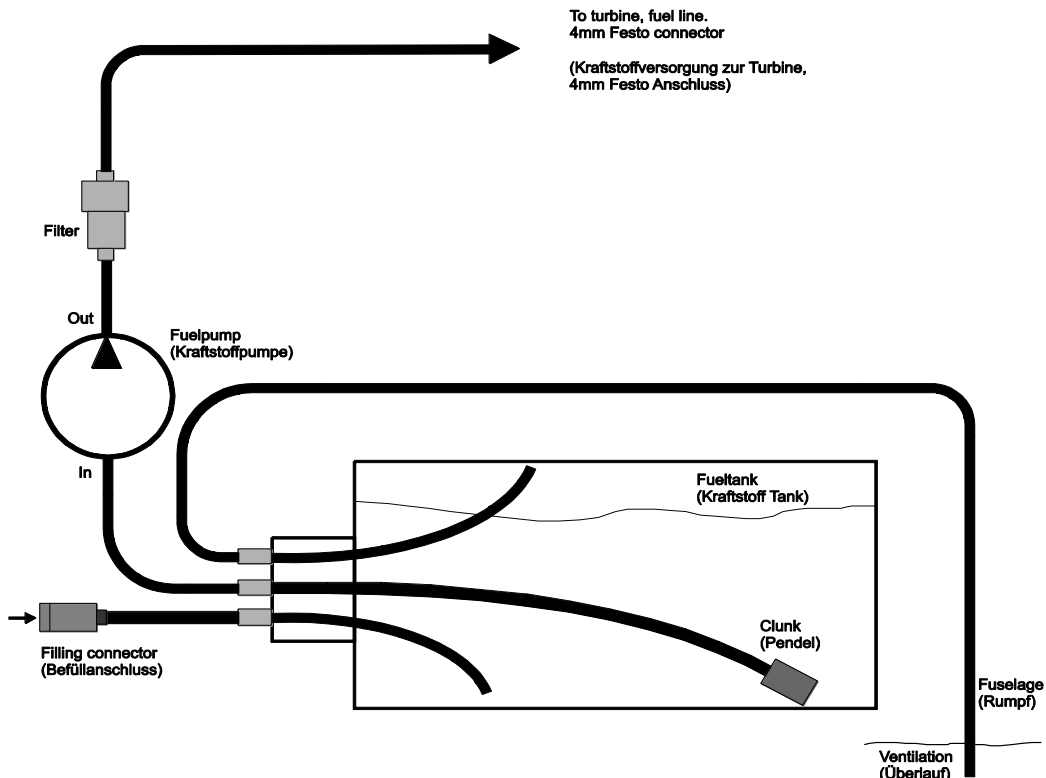 To turbine, fuel line.
4mm Festo connector
(Kraftstoffversorgung zur Turbine,
4mm Festo Anschluss)
Filter
Out
Fuelpump
(Kraftstoffpumpe)
In
Fueltank
(Kraftstoff Tank)
Clunk
(Pendel)
Filling connector
(Befüllanschluss)
Fuselage
(Rumpf)
Ventilation
(Überlauf)